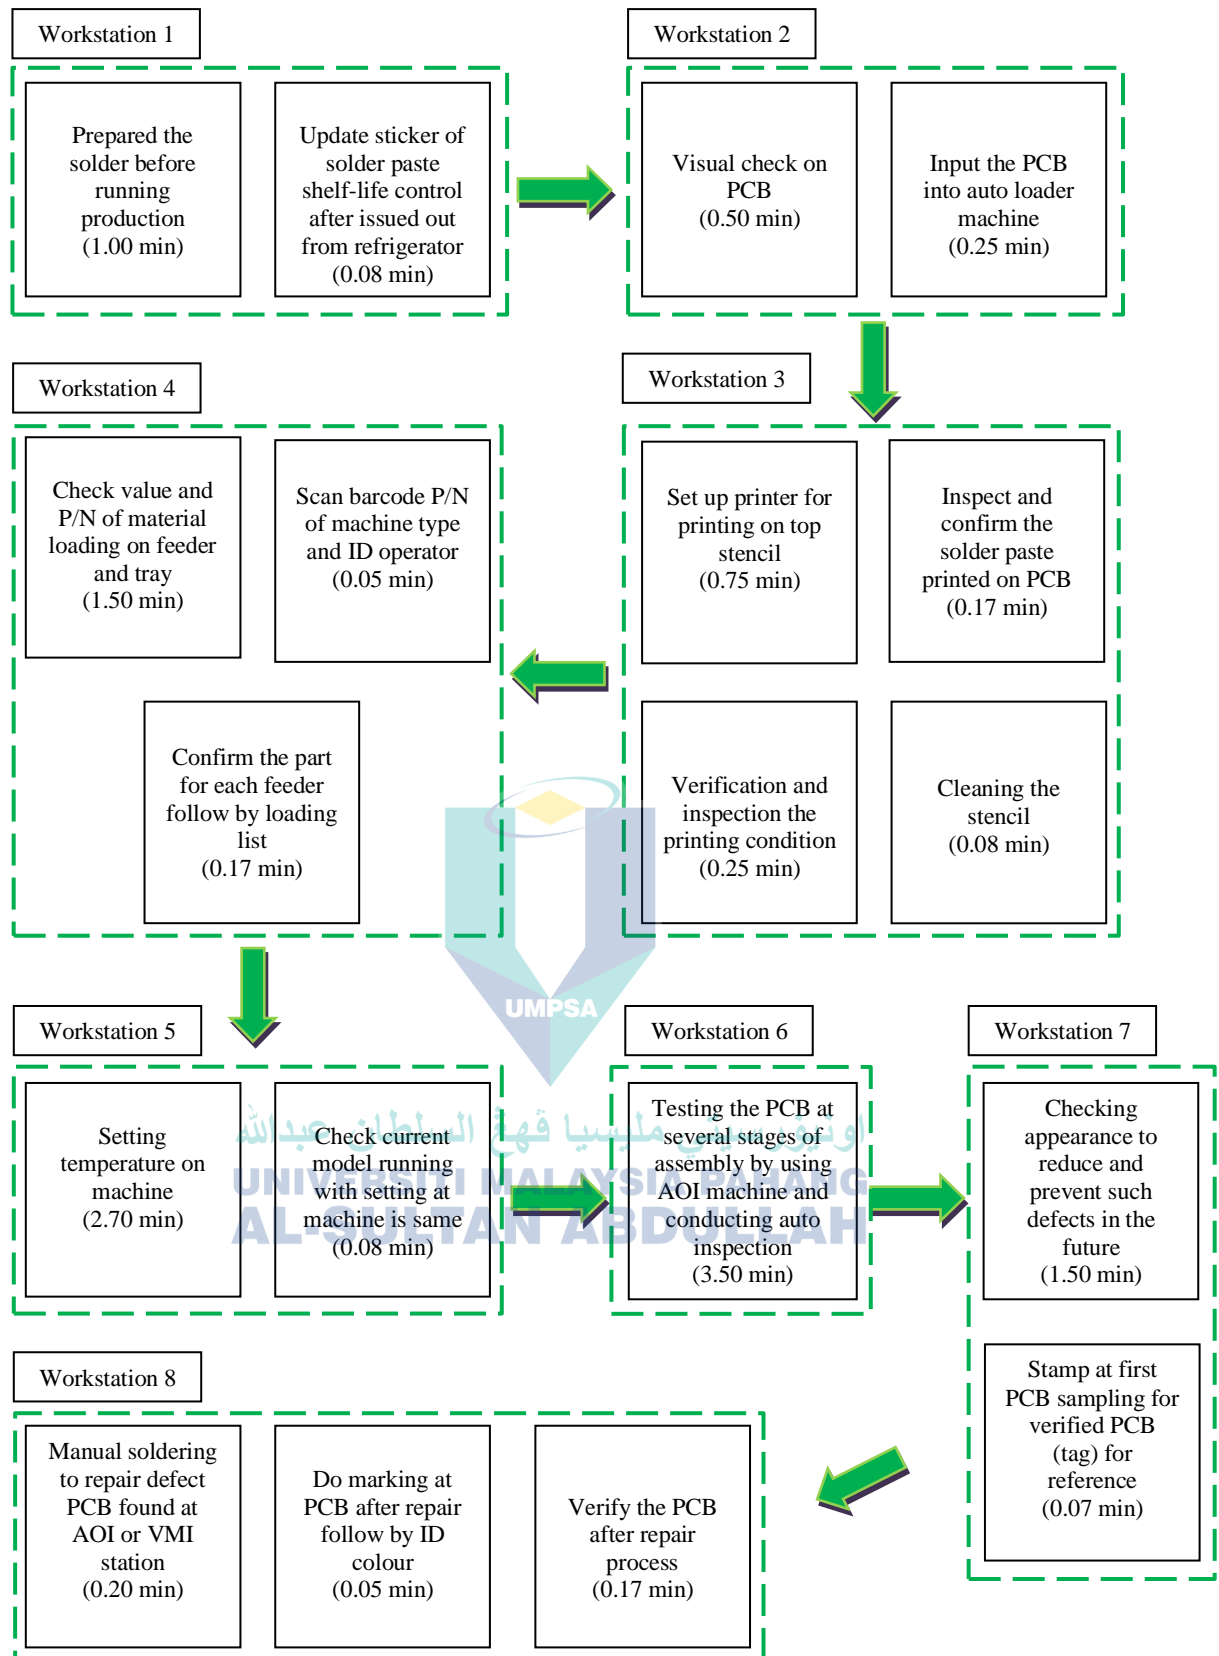 Workstation 1
Prepared the
solder before
running
production
(1.00 min)
Update sticker of
solder paste
shelf-life control
after issued out
from refrigerator
(0.08 min)
Workstation 2
Visual check on
PCB
(0.50 min)
Input the PCB
into auto loader
machine
(0.25 min)
Workstation 4
Check value and
P/N of material
loading on feeder
and tray
(1.50 min)
Scan barcode P/N
of machine type
and ID operator
(0.05 min)
Confirm the part
for each feeder
follow by loading
list
(0.17 min)
Workstation 3
Set up printer for
printing on top
stencil
(0.75 min)
Inspect and
confirm the
solder paste
printed on PCB
(0.17 min)
Verification and
inspection the
printing condition
(0.25 min)
Cleaning the
stencil
(0.08 min)
UMPSA
Workstation 5
Setting
temperature on
machine
(2.70 min)
Check current
model running
with setting at
machine is same
(0.08 min)
Workstation 6
Testing the PCB at
several stages of
assembly by using
AOI machine and
conducting auto
inspection
(3.50 min)
Workstation 7
Checking
appearance to
reduce and
prevent such
defects in the
future
(1.50 min)
Stamp at first
PCB sampling for
verified PCB
(tag) for
reference
(0.07 min)
اونيۏرسيتي مليسيا ڤهڠ السلطان عبدالله
UNIVERSITI MALAYSIA PAHANG
AL-SULTAN ABDULLAH
Workstation 8
Manual soldering
to repair defect
PCB found at
AOI or VMI
station
(0.20 min)
Do marking at
PCB after repair
follow by ID
colour
(0.05 min)
Verify the PCB
after repair
process
(0.17 min)